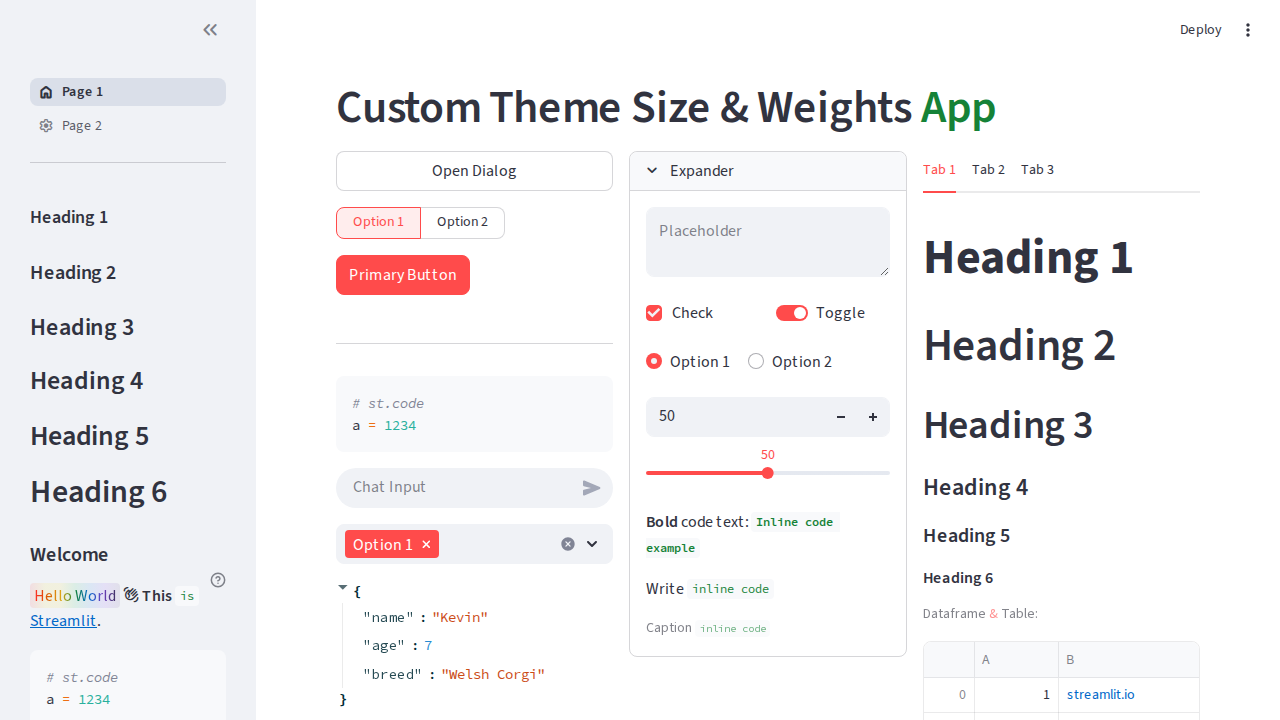 Page 1
Page 2
Heading 1
Heading 2
Heading 3
Heading 4
Heading 5
Heading 6
Welcome
Hello World 👋 This is
Streamlit.
# st.code
a = 1234
Deploy
Custom Theme Size & Weights App
Open Dialog
Option 1 Option 2
Primary Button
# st.code
a = 1234
Chat Input
Option 1
{
"name" : "Kevin"
"age" : 7
"breed" : "Welsh Corgi"
}
Expander
Placeholder
Check Toggle
Option 1 Option 2
50
50
Bold code text: Inline code
example
Write inline code
Caption inline code
Tab 1 Tab 2 Tab 3
Heading 1
Heading 2
Heading 3
Heading 4
Heading 5
Heading 6
Dataframe & Table:
A B
0 1 streamlit.io